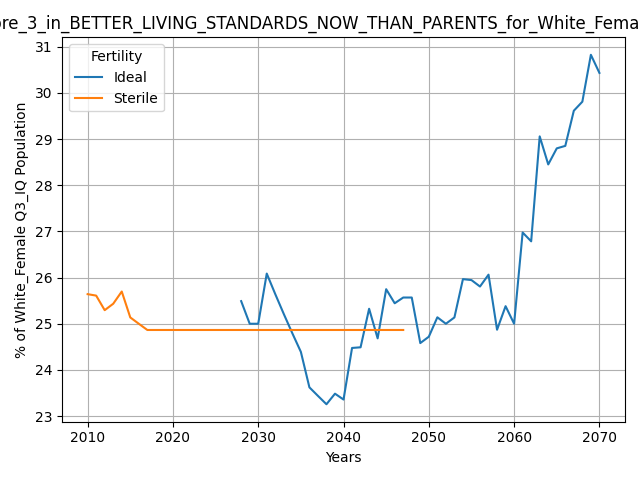 ore_3_in_BETTER_LIVING_STANDARDS_NOW_THAN_PARENTS_for_White_Fema
Fertility
Ideal
Sterile
% of White_Female Q3_IQ Population
31
30
29
28
27
26
25
24
23
2010
2020
2030
2040
2050
2060
2070
Years